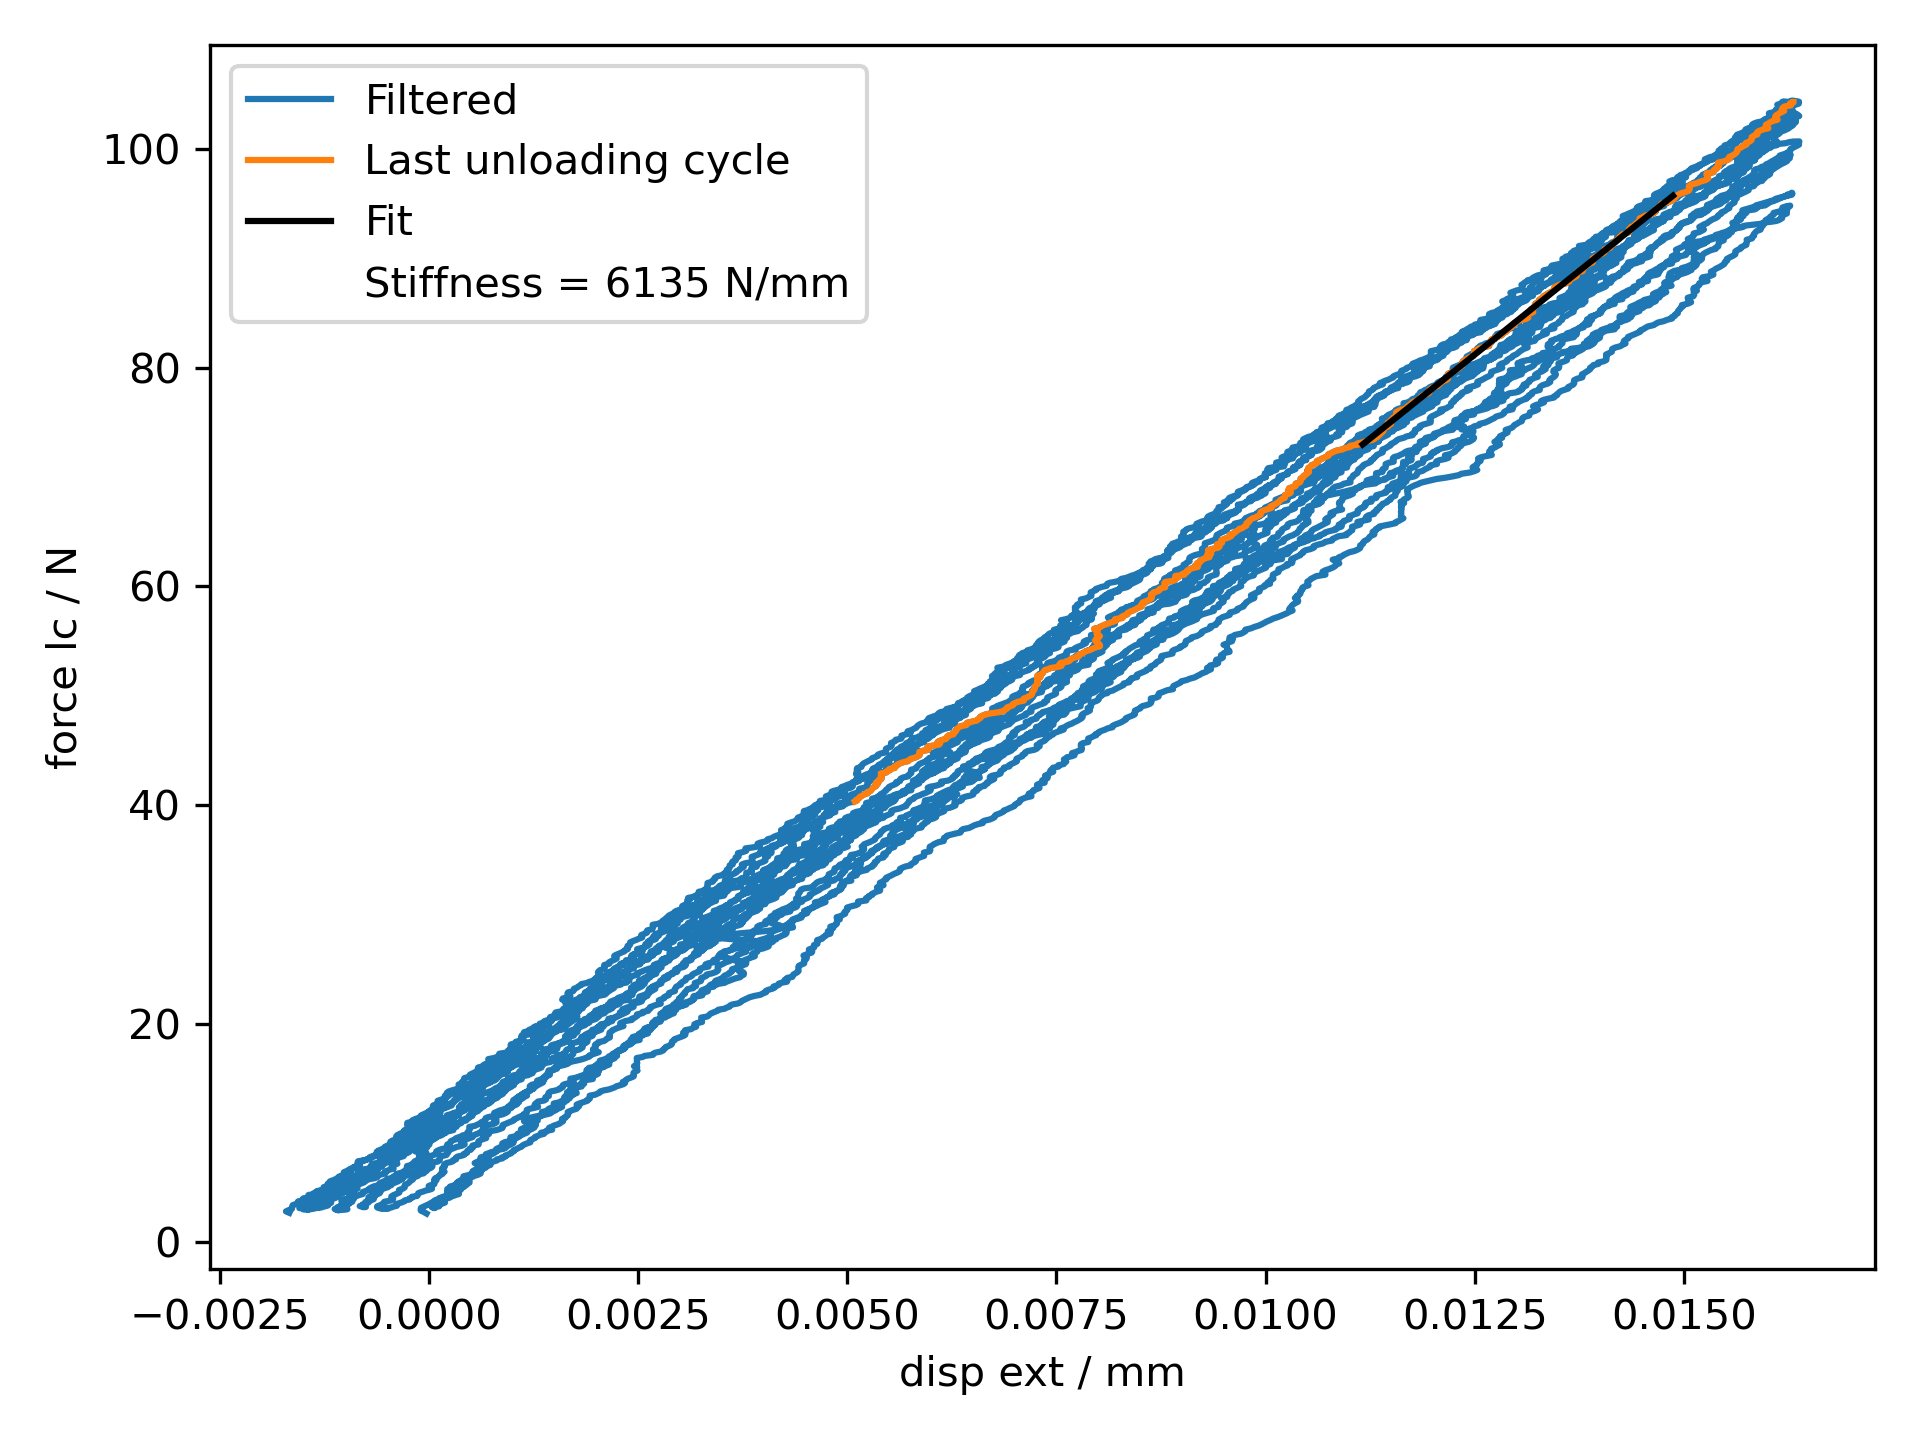 Filtered
Last unloading cycle
Fit
Stiffness = 6135 N/mm
100
80
60
40
20
0
force lc / N
−0.0025 0.0000 0.0025 0.0050 0.0075 0.0100 0.0125 0.0150
disp ext / mm